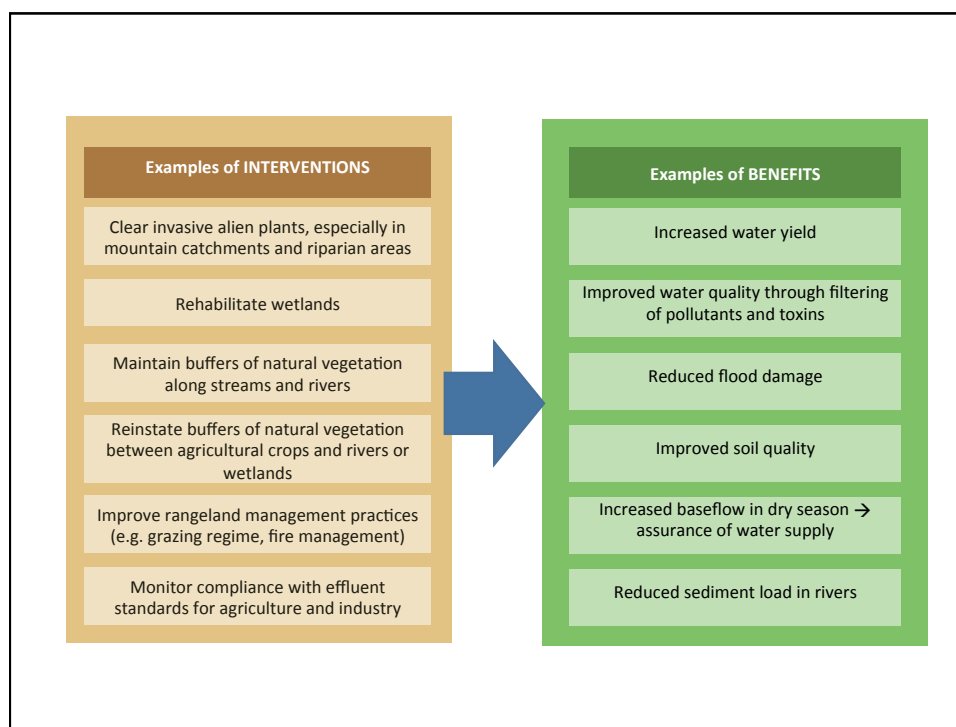 Examples of INTERVENTIONS
Clear invasive alien plants, especially in
mountain catchments and riparian areas
Rehabilitate wetlands
Maintain buffers of natural vegetation
along streams and rivers
Reinstate buffers of natural vegetation
between agricultural crops and rivers or
wetlands
Improve rangeland management practices
(e.g. grazing regime, fire management)
Monitor compliance with effluent
standards for agriculture and industry
Examples of BENEFITS
Increased water yield
Improved water quality through filtering
of pollutants and toxins
Reduced flood damage
Improved soil quality
Increased baseflow in dry season →
assurance of water supply
Reduced sediment load in rivers